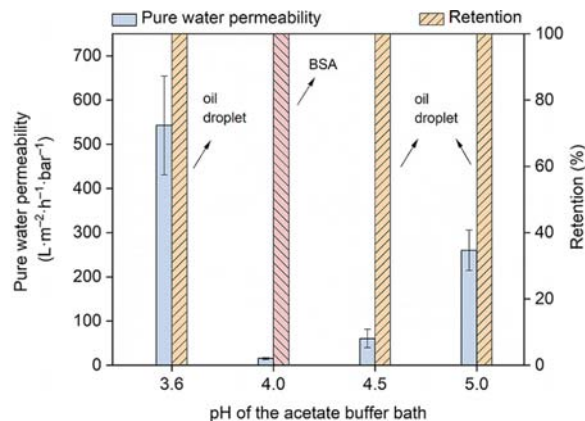 Pure water permeability
Retention
Pure water permeability
(L·m⁻²·h⁻¹·bar⁻¹)
700
600
500
400
300
200
100
0
oil
droplet
BSA
oil
droplet
100
80
60
40
20
0
Retention (%)
3.6
4.0
4.5
5.0
pH of the acetate buffer bath